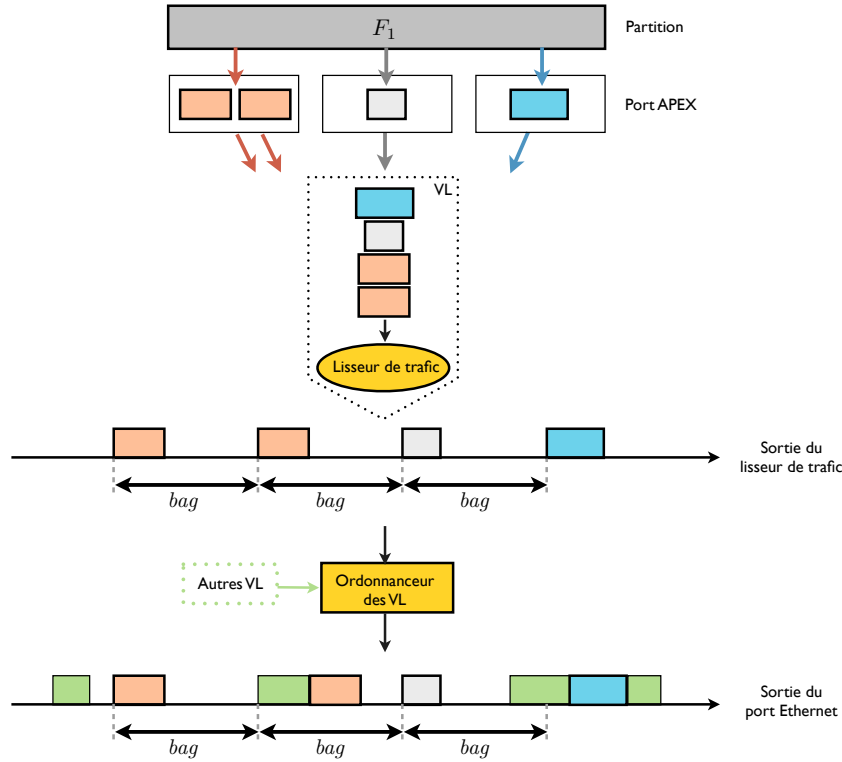 F₁
Partition
Port APEX
VL
Lisseur de trafic
Sortie du
lisseur de trafic
bag
bag
bag
Autres VL
Ordonnanceur
des VL
Sortie du
port Ethernet
bag
bag
bag